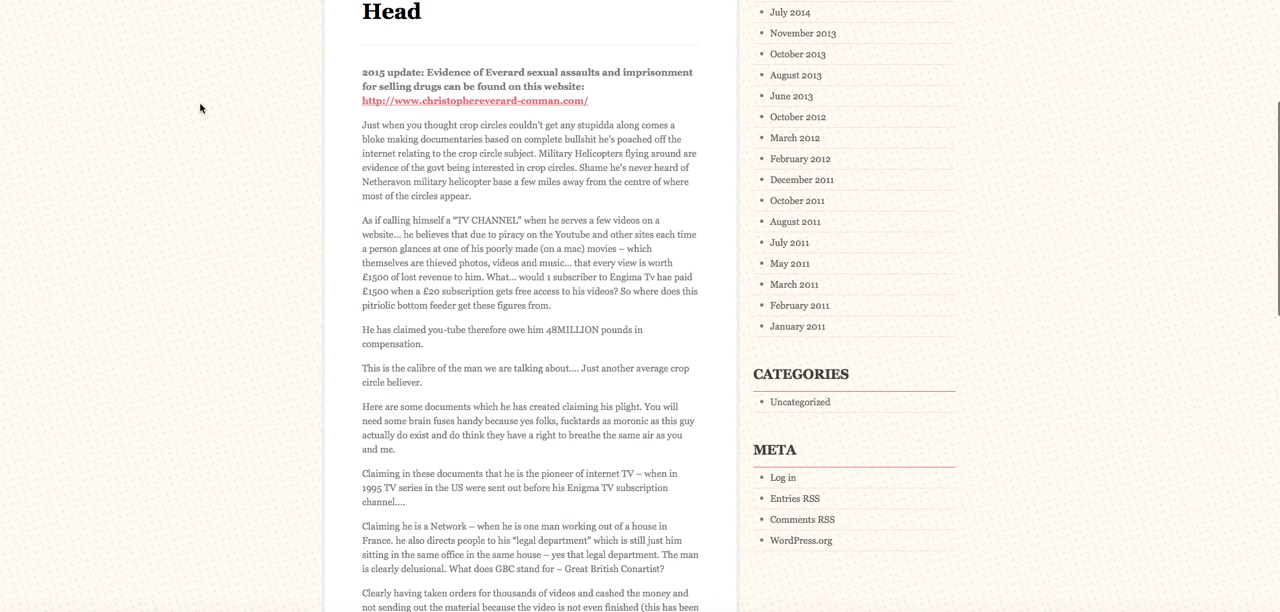 Head
2015 update: Evidence of Everard sexual assaults and imprisonment
for selling drugs can be found on this website:
http://www.christophereverard-conman.com/
Just when you thought crop circles couldn't get any stupidda along comes a
bloke making documentaries based on complete bullshit he's poached off the
internet relating to the crop circle subject. Military Helicopters flying around are
evidence of the govt being interested in crop circles. Shame he's never heard of
Netheravon military helicopter base a few miles away from the centre of where
most of the circles appear.
As if calling himself a “TV CHANNEL” when he serves a few videos on a
website… he believes that due to piracy on the Youtube and other sites each time
a person glances at one of his poorly made (on a mac) movies – which
themselves are thieved photos, videos and music… that every view is worth
£1500 of lost revenue to him. What… would 1 subscriber to Engima Tv hae paid
£1500 when a £20 subscription gets free access to his videos? So where does this
pitriolic bottom feeder get these figures from.
He has claimed you-tube therefore owe him 48MILLION pounds in
compensation.
This is the calibre of the man we are talking about…. Just another average crop
circle believer.
Here are some documents which he has created claiming his plight. You will
need some brain fuses handy because yes folks, fucktards as moronic as this guy
actually do exist and do think they have a right to breathe the same air as you
and me.
Claiming in these documents that he is the pioneer of internet TV – when in
1995 TV series in the US were sent out before his Enigma TV subscription
channel….
Claiming he is a Network – when he is one man working out of a house in
France. he also directs people to his “legal department” which is still just him
sitting in the same office in the same house – yes that legal department. The man
is clearly delusional. What does GBC stand for – Great British Conartist?
Clearly having taken orders for thousands of videos and cashed the money and
not sending out the material because the video is not even finished (this has been
July 2014
November 2013
October 2013
August 2013
June 2013
October 2012
March 2012
February 2012
December 2011
October 2011
August 2011
July 2011
May 2011
March 2011
February 2011
January 2011
CATEGORIES
Uncategorized
META
Log in
Entries RSS
Comments RSS
WordPress.org